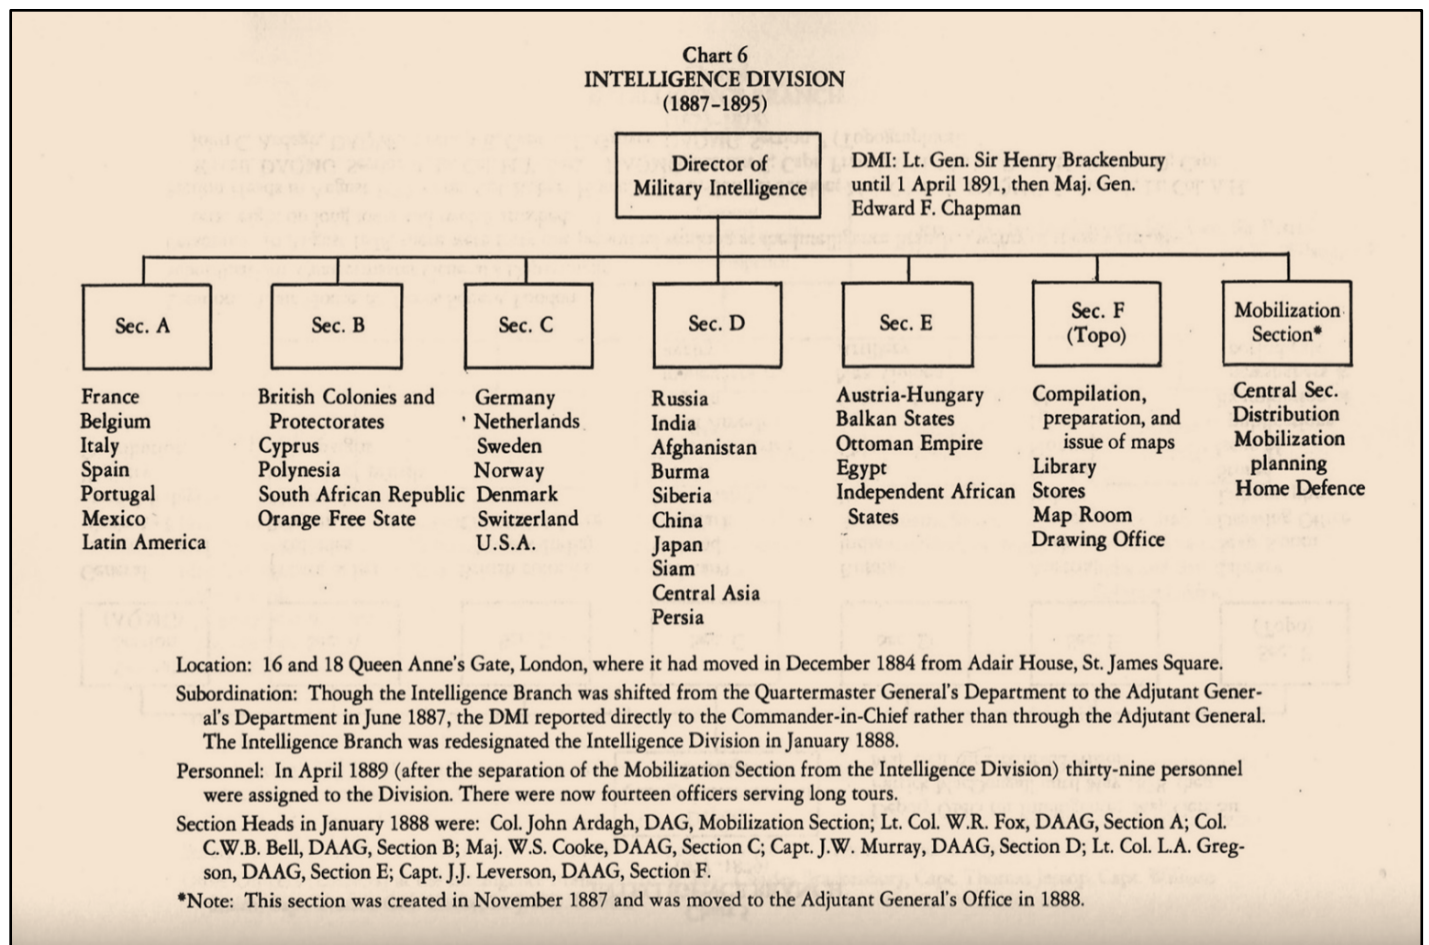 Chart 6
INTELLIGENCE DIVISION
(1887–1895)
Director of
Military Intelligence
DMI: Lt. Gen. Sir Henry Brackenbury
until 1 April 1891, then Maj. Gen.
Edward F. Chapman
Sec. A
France
Belgium
Italy
Spain
Portugal
Mexico
Latin America
Sec. B
British Colonies and
Protectorates
Cyprus
Polynesia
South African Republic
Orange Free State
Sec. C
Germany
Netherlands
Sweden
Norway
Denmark
Switzerland
U.S.A.
Sec. D
Russia
India
Afghanistan
Burma
Siberia
China
Japan
Siam
Central Asia
Persia
Sec. E
Austria-Hungary
Balkan States
Ottoman Empire
Egypt
Independent African
States
Sec. F
(Topo)
Compilation,
preparation, and
issue of maps
Library
Stores
Map Room
Drawing Office
Mobilization
Section*
Central Sec.
Distribution
Mobilization
planning
Home Defence
Location: 16 and 18 Queen Anne's Gate, London, where it had moved in December 1884 from Adair House, St. James Square.
Subordination: Though the Intelligence Branch was shifted from the Quartermaster General's Department to the Adjutant Gener-
al's Department in June 1887, the DMI reported directly to the Commander-in-Chief rather than through the Adjutant General.
The Intelligence Branch was redesignated the Intelligence Division in January 1888.
Personnel: In April 1889 (after the separation of the Mobilization Section from the Intelligence Division) thirty-nine personnel
were assigned to the Division. There were now fourteen officers serving long tours.
Section Heads in January 1888 were: Col. John Ardagh, DAG, Mobilization Section; Lt. Col. W.R. Fox, DAAG, Section A; Col.
C.W.B. Bell, DAAG, Section B; Maj. W.S. Cooke, DAAG, Section C; Capt. J.W. Murray, DAAG, Section D; Lt. Col. L.A. Greg-
son, DAAG, Section E; Capt. J.J. Leverson, DAAG, Section F.
*Note: This section was created in November 1887 and was moved to the Adjutant General's Office in 1888.